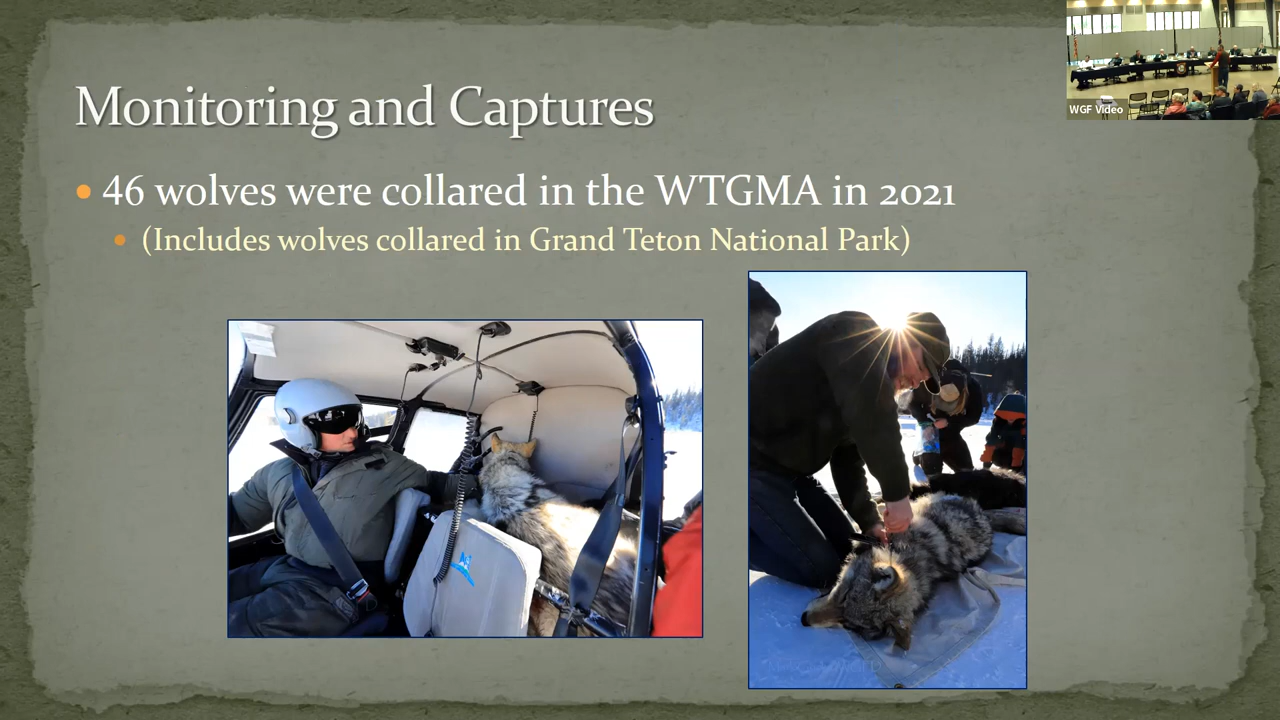 WGF Video
Monitoring and Captures
46 wolves were collared in the WTGMA in 2021
(Includes wolves collared in Grand Teton National Park)